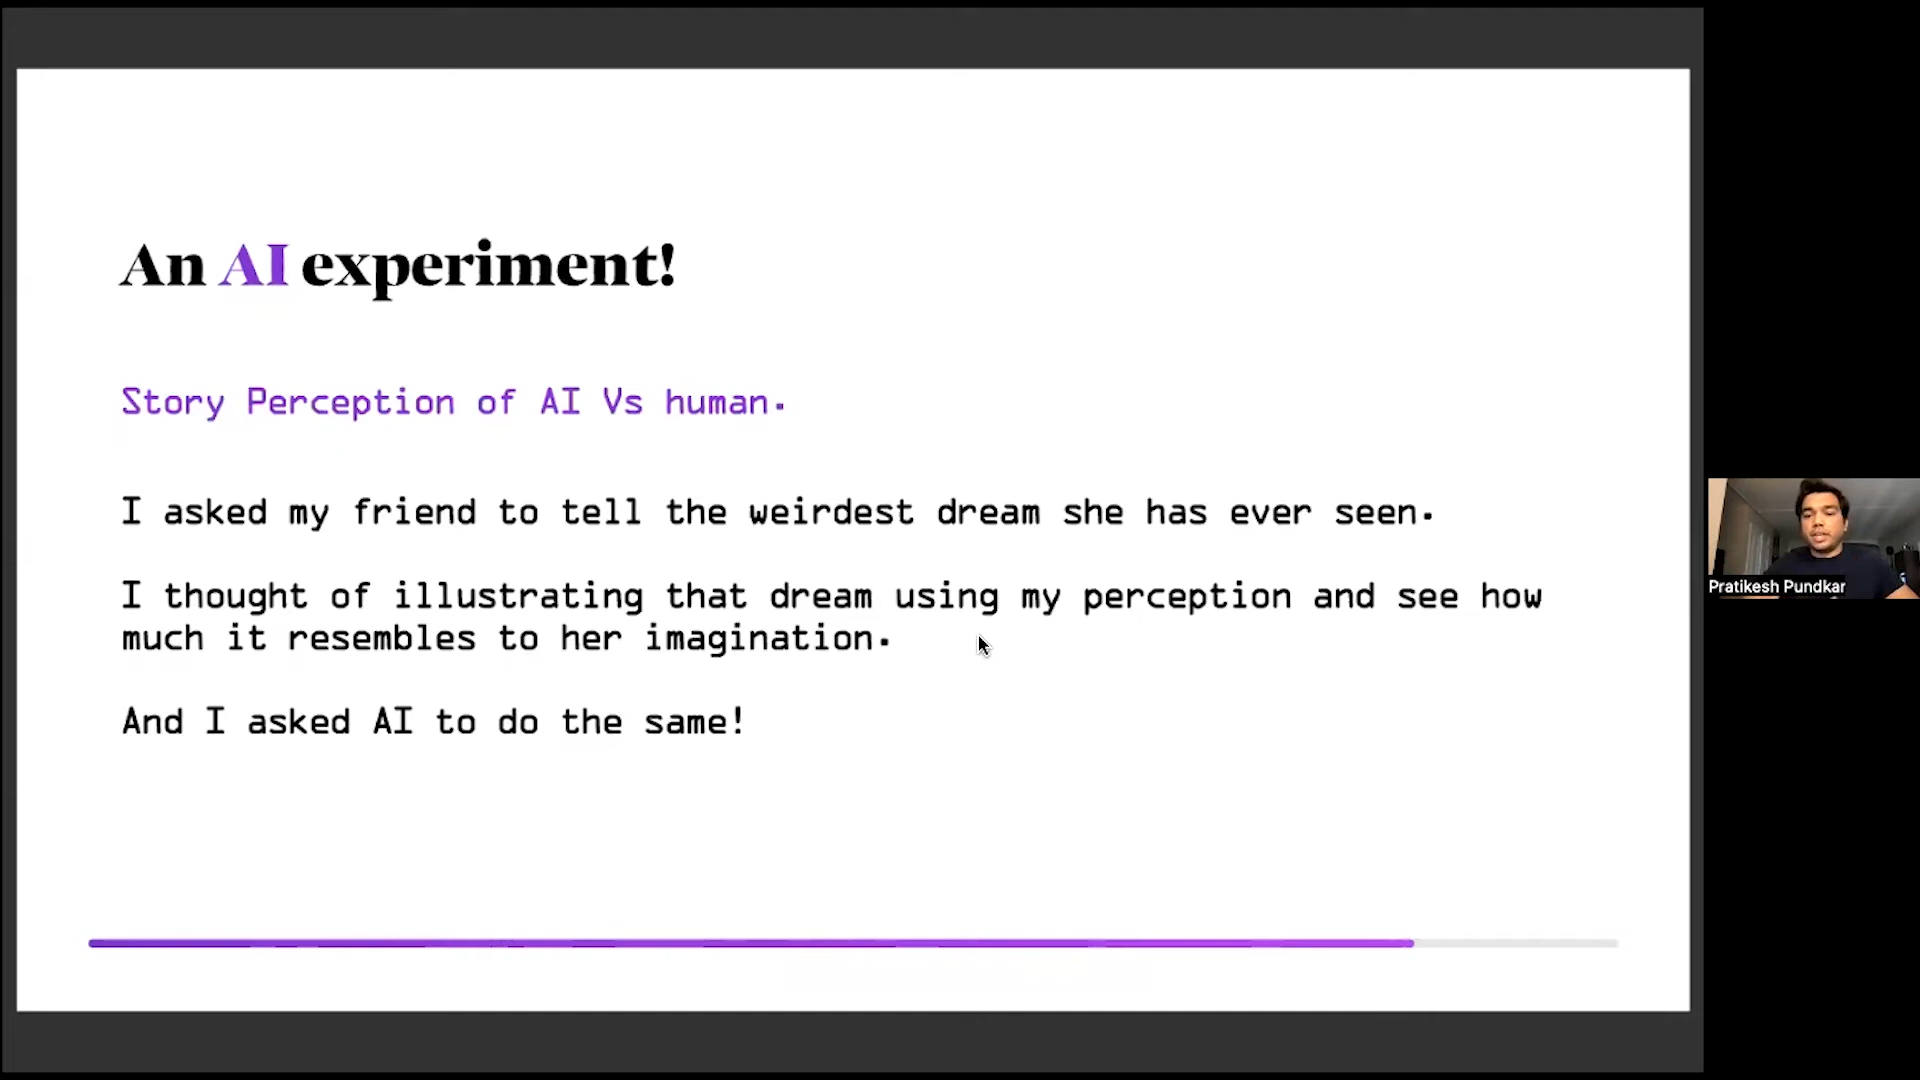 An AI experiment!
Story Perception of AI Vs human.
I asked my friend to tell the weirdest dream she has ever seen.
I thought of illustrating that dream using my perception and see how
much it resembles to her imagination.
And I asked AI to do the same!
Pratikesh Pundkar